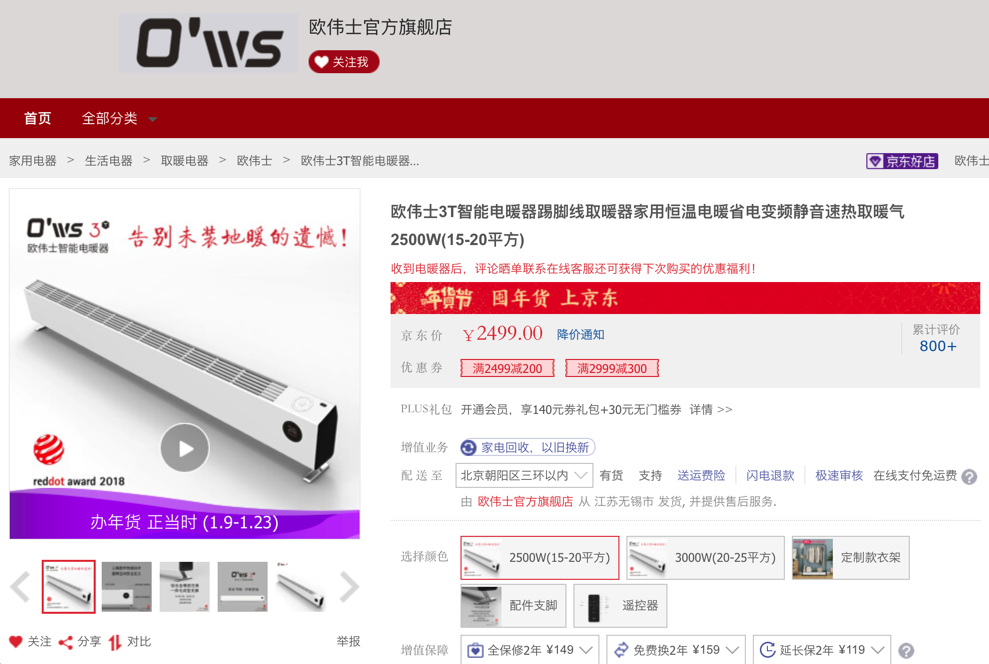 O'ws
欧伟士官方旗舰店
关注我
首页 全部分类
家用电器 > 生活电器 > 取暖电器 > 欧伟士 > 欧伟士3T智能电暖器...
京东好店 欧伟士
O'ws 3
欧伟士智能电暖器
告别未装地暖的遗憾!
reddot award 2018
办年货 正当时 (1.9-1.23)
关注 分享 对比 举报
欧伟士3T智能电暖器踢脚线取暖器家用恒温电暖省电变频静音速热取暖气
2500W(15-20平方)
收到电暖器后,评论晒单联系在线客服还可获得下次购买的优惠福利!
年货节 囤年货 上京东
京东价 ¥2499.00 降价通知
累计评价
800+
优惠券 满2499减200 满2999减300
PLUS礼包 开通会员,享140元券礼包+30元无门槛券 详情 >>
增值业务 家电回收,以旧换新
配送至 北京朝阳区三环以内 有货 支持 送运费险 闪电退款 极速审核 在线支付免运费 ?
由 欧伟士官方旗舰店 从 江苏无锡市 发货, 并提供售后服务.
选择颜色 2500W(15-20平方) 3000W(20-25平方) 定制款衣架
配件支脚 遥控器
增值保障 全保修2年 ¥149 免费换2年 ¥159 延长保2年 ¥119 ?